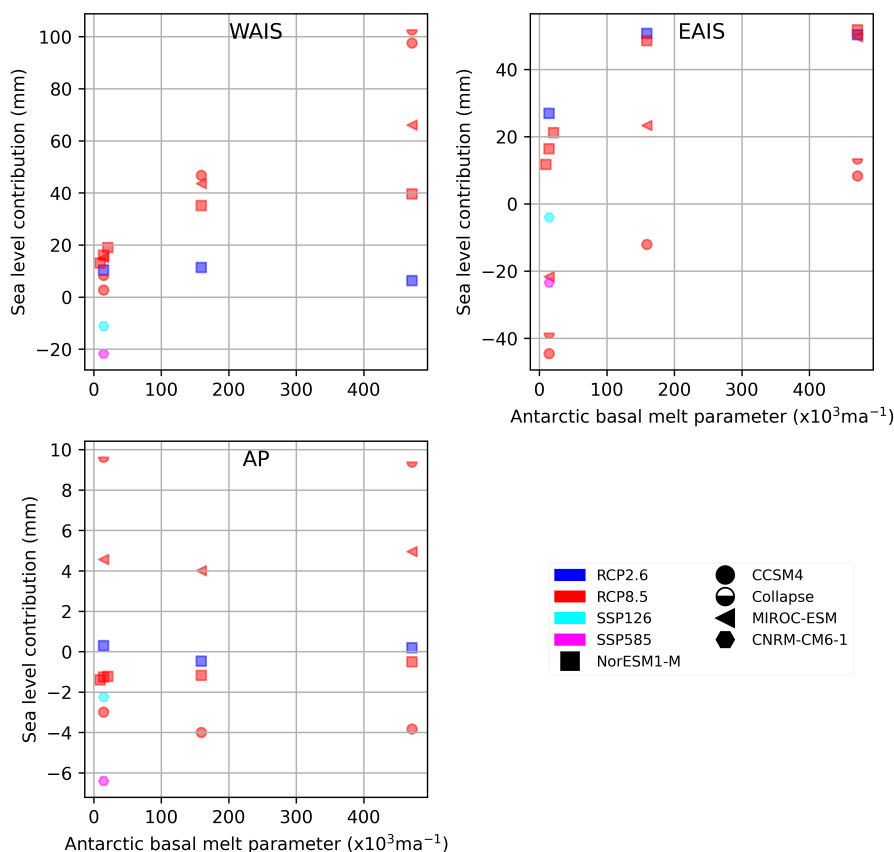 WAIS
100
80
60
40
20
0
−20
Sea level contribution (mm)
0 100 200 300 400
EAIS
40
20
0
−20
−40
Sea level contribution (mm)
0 100 200 300 400
Antarctic basal melt parameter (x10³ma⁻¹)
AP
10
8
6
4
2
0
−2
−4
−6
Sea level contribution (mm)
0 100 200 300 400
Antarctic basal melt parameter (x10³ma⁻¹)
RCP2.6
RCP8.5
SSP126
SSP585
NorESM1-M
CCSM4
Collapse
MIROC-ESM
CNRM-CM6-1